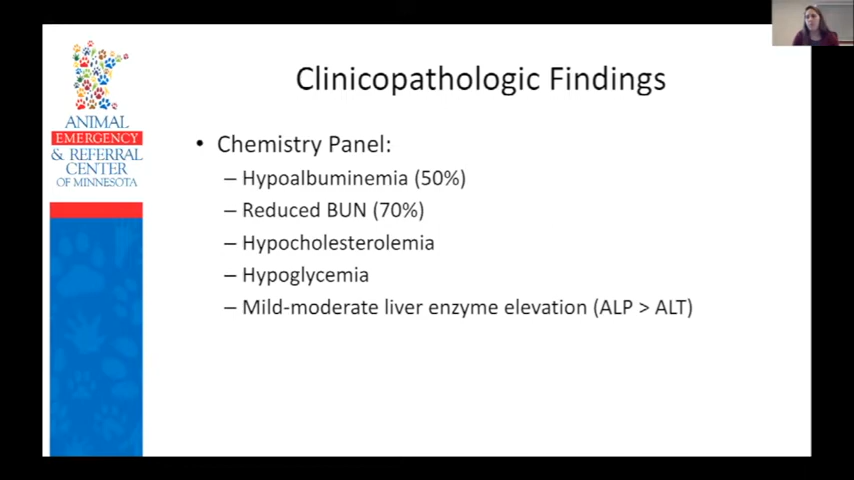 Clinicopathologic Findings
ANIMAL
EMERGENCY
& REFERRAL
CENTER
OF MINNESOTA
• Chemistry Panel:
– Hypoalbuminemia (50%)
– Reduced BUN (70%)
– Hypocholesterolemia
– Hypoglycemia
– Mild-moderate liver enzyme elevation (ALP > ALT)